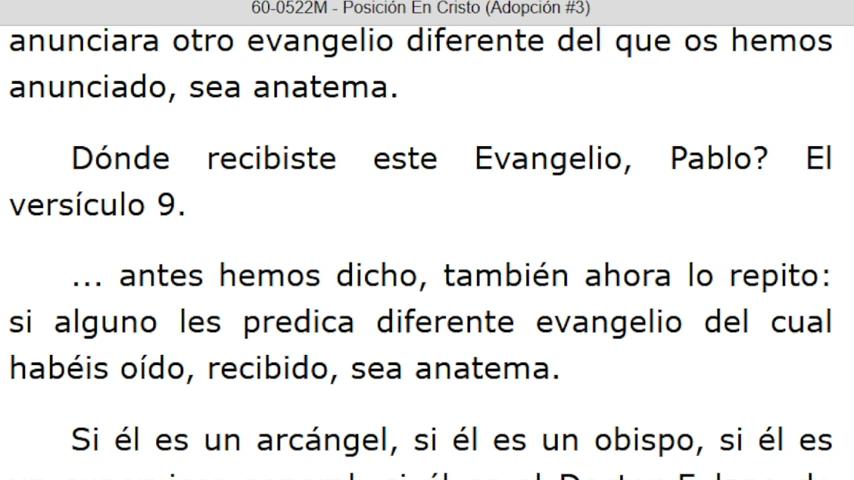 60-0522M - Posición En Cristo (Adopción #3)
anunciara otro evangelio diferente del que os hemos
anunciado, sea anatema.
Dónde recibiste este Evangelio, Pablo? El
versículo 9.
... antes hemos dicho, también ahora lo repito:
si alguno les predica diferente evangelio del cual
habéis oído, recibido, sea anatema.
Si él es un arcángel, si él es un obispo, si él es